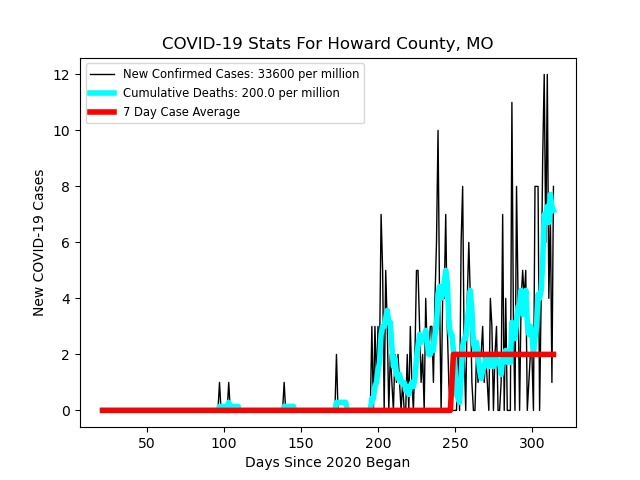 COVID-19 Stats For Howard County, MO
New Confirmed Cases: 33600 per million
Cumulative Deaths: 200.0 per million
7 Day Case Average
12
10
8
6
4
2
0
New COVID-19 Cases
50 100 150 200 250 300
Days Since 2020 Began